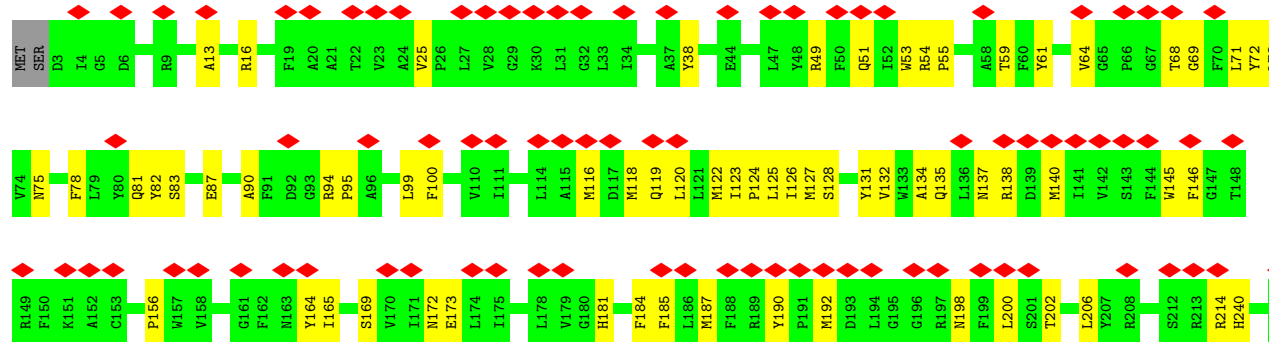 MET SER D3 I4 G5 D6 R9 A13 R16 F19 A20 A21 T22 V23 A24 V25 P26 L27 V28 G29 K30 L31 G32 L33 I34 A37 Y38 E44 L47 Y48 R49 F50 Q51 I52 W53 R54 P55 A58 T59 F60 Y61 V64 G65 P66 G67 T68 G69 F70 L71 Y72
V74 N75 F78 L79 Y80 Q81 Y82 S83 E87 A90 F91 D92 G93 R94 P95 A96 L99 F100 V110 I111 L114 A115 M116 D117 M118 Q119 L120 L121 M122 I123 P124 L125 I126 M127 S128 Y131 V132 W133 A134 Q135 L136 N137 R138 D139 M140 I141 V142 S143 F144 W145 F146 G147 T148
R149 F150 K151 A152 C153 P156 W157 V158 G161 F162 N163 Y164 I165 S169 V170 I171 N172 E173 L174 I175 L178 V179 G180 H181 F184 F185 L186 M187 F188 R189 Y190 P191 M192 D193 L194 G195 G196 R197 N198 F199 L200 S201 T202 L206 Y207 R208 S212 R213 R214 H240